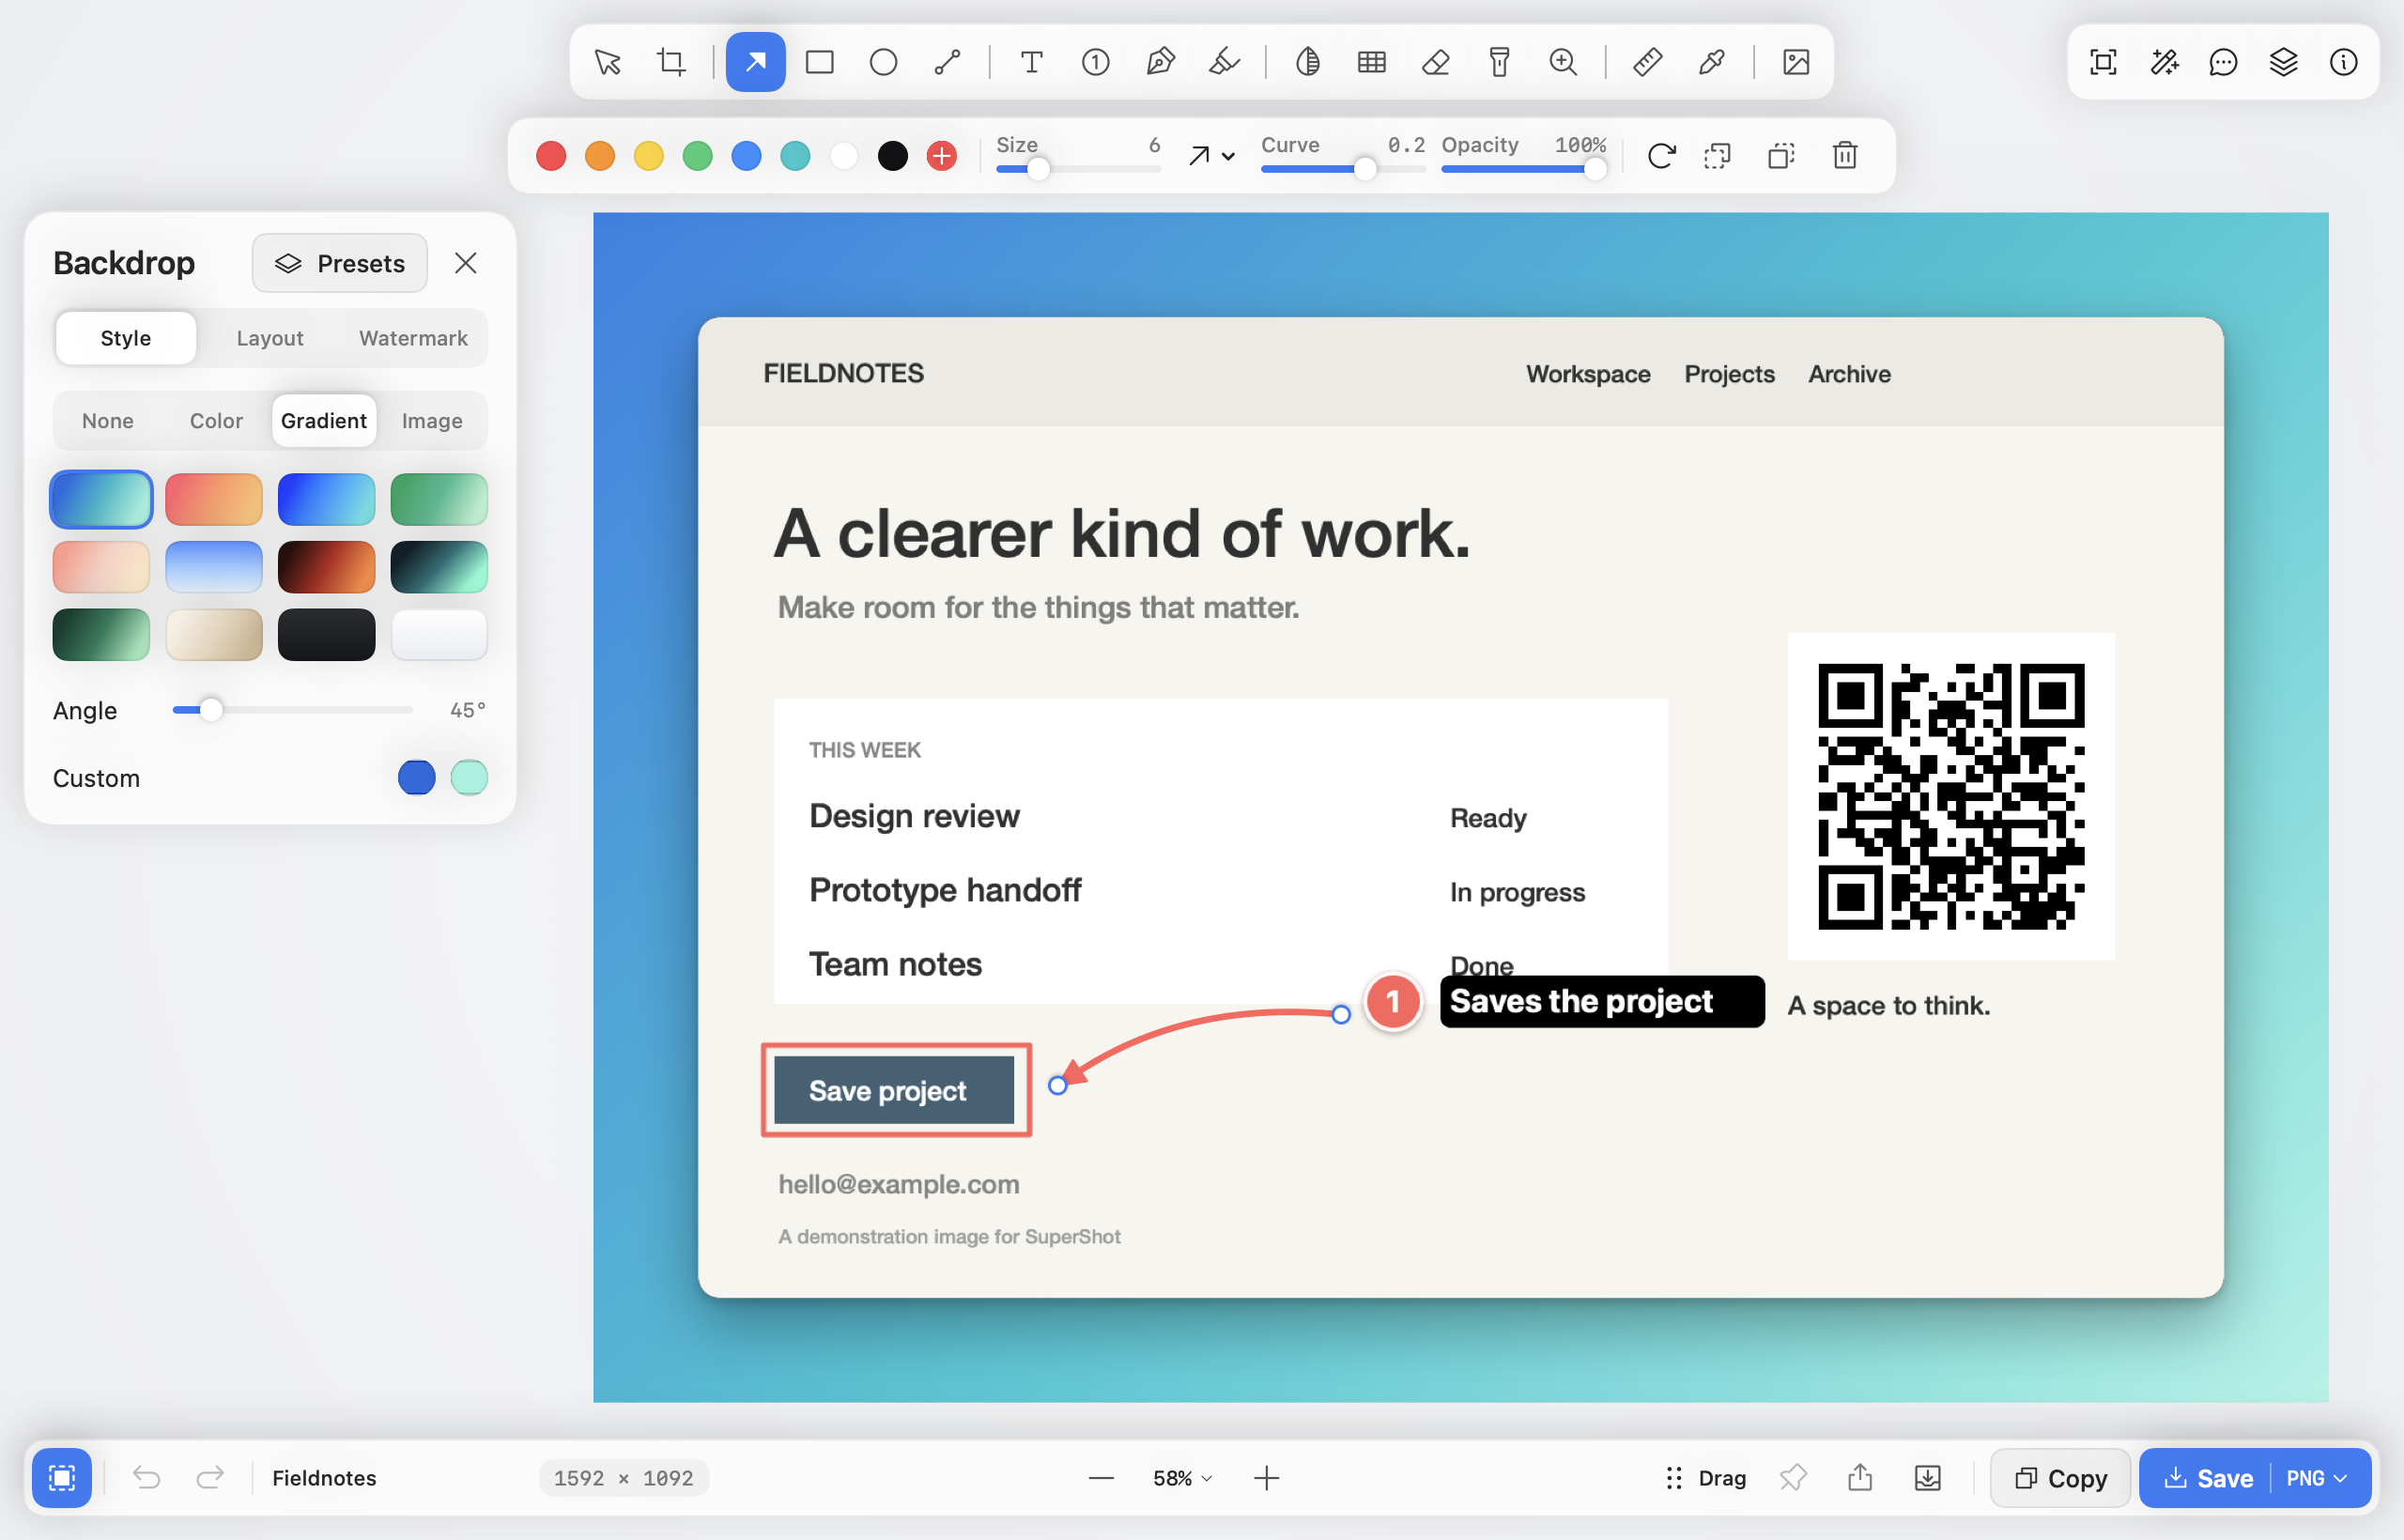 Size 6 Curve 0.2 Opacity 100%
Backdrop Presets
Style Layout Watermark
None Color Gradient Image
Angle 45°
Custom
FIELDNOTES Workspace Projects Archive
A clearer kind of work.
Make room for the things that matter.
THIS WEEK
Design review Ready
Prototype handoff In progress
Team notes Done
1 Saves the project
A space to think.
Save project
hello@example.com
A demonstration image for SuperShot
Fieldnotes 1592 × 1092 58% Drag Copy Save PNG